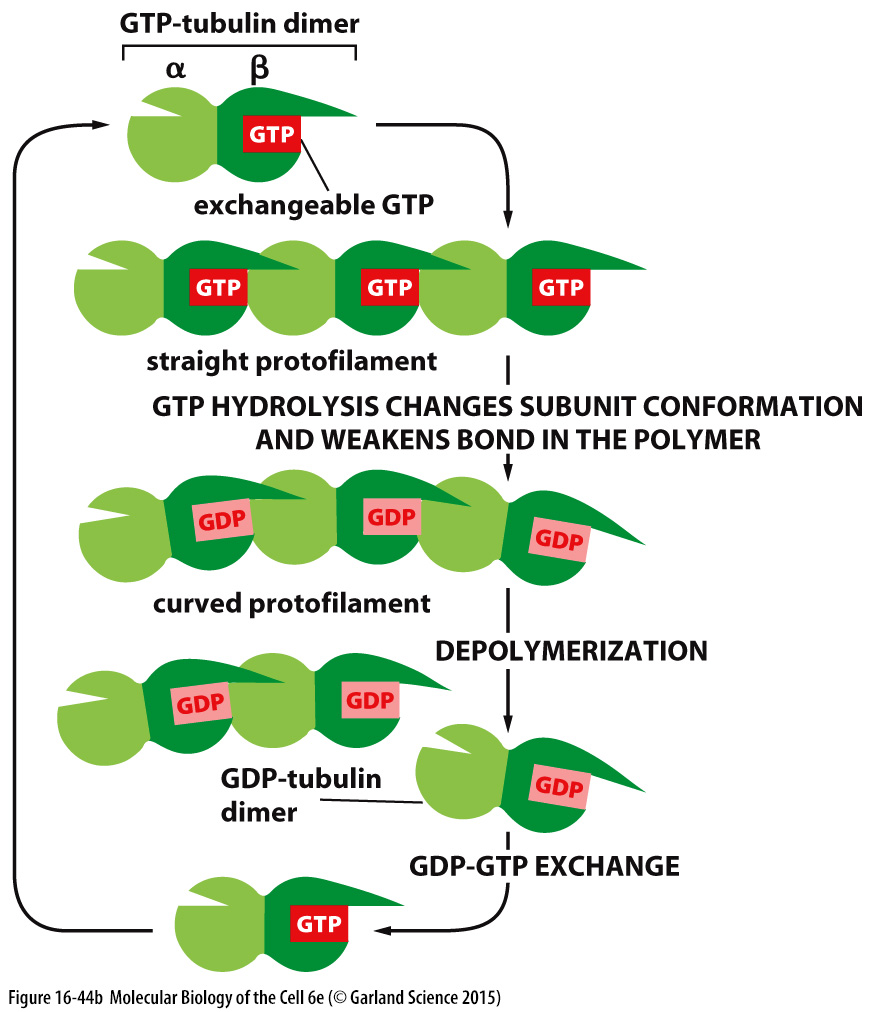 GTP-tubulin dimer
α β
GTP
exchangeable GTP
GTP GTP GTP
straight protofilament
GTP HYDROLYSIS CHANGES SUBUNIT CONFORMATION
AND WEAKENS BOND IN THE POLYMER
GDP GDP GDP
curved protofilament
DEPOLYMERIZATION
GDP GDP
GDP-tubulin
dimer
GDP
GDP-GTP EXCHANGE
GTP
Figure 16-44b Molecular Biology of the Cell 6e (© Garland Science 2015)